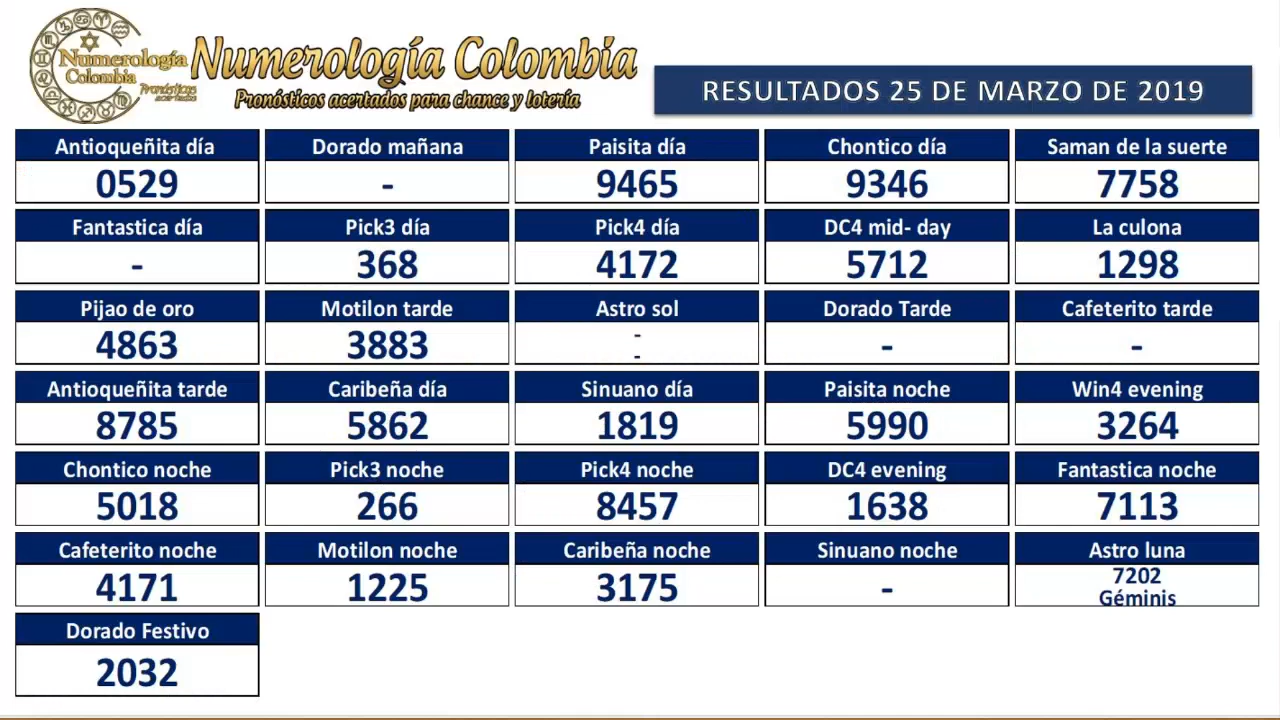 Numerología
Colombia
Pronósticos
Numerología Colombia
Pronósticos acertados para chance y lotería
RESULTADOS 25 DE MARZO DE 2019
Antioqueñita día Dorado mañana Paisita día Chontico día Saman de la suerte
0529 - 9465 9346 7758
Fantastica día Pick3 día Pick4 día DC4 mid- day La culona
- 368 4172 5712 1298
Pijao de oro Motilon tarde Astro sol Dorado Tarde Cafeterito tarde
4863 3883 - - -
-
Antioqueñita tarde Caribeña día Sinuano día Paisita noche Win4 evening
8785 5862 1819 5990 3264
Chontico noche Pick3 noche Pick4 noche DC4 evening Fantastica noche
5018 266 8457 1638 7113
Cafeterito noche Motilon noche Caribeña noche Sinuano noche Astro luna
4171 1225 3175 - 7202
Géminis
Dorado Festivo
2032